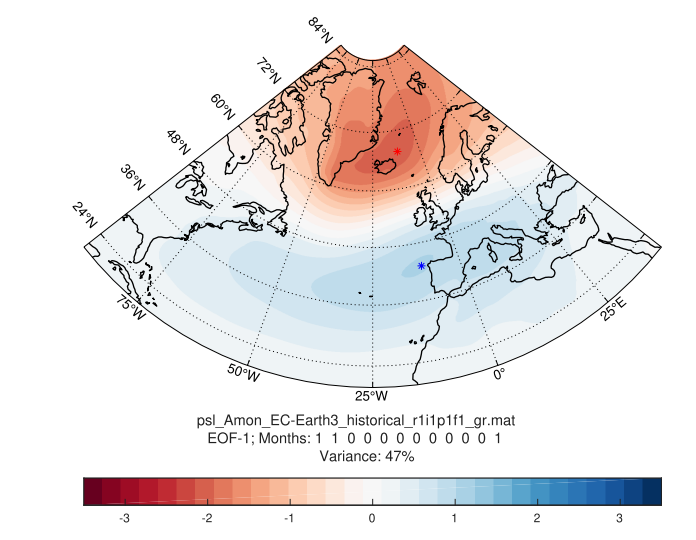 84°N
72°N
60°N
48°N
36°N
24°N
75°W
50°W
25°W
0°
25°E
psl_Amon_EC-Earth3_historical_r1i1p1f1_gr.mat
EOF-1; Months: 1 1 0 0 0 0 0 0 0 0 0 1
Variance: 47%
-3 -2 -1 0 1 2 3